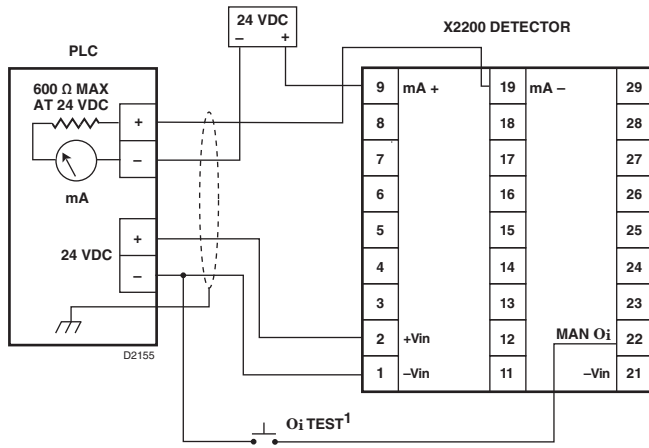 24 VDC
– +
X2200 DETECTOR
PLC
600 Ω MAX
AT 24 VDC
+
–
mA
24 VDC
+
–
D2155
9 mA + 19 mA – 29
8 18 28
7 17 27
6 16 26
5 15 25
4 14 24
3 13 23
2 +Vin 12 MAN Oi 22
1 –Vin 11 –Vin 21
Oi TEST1